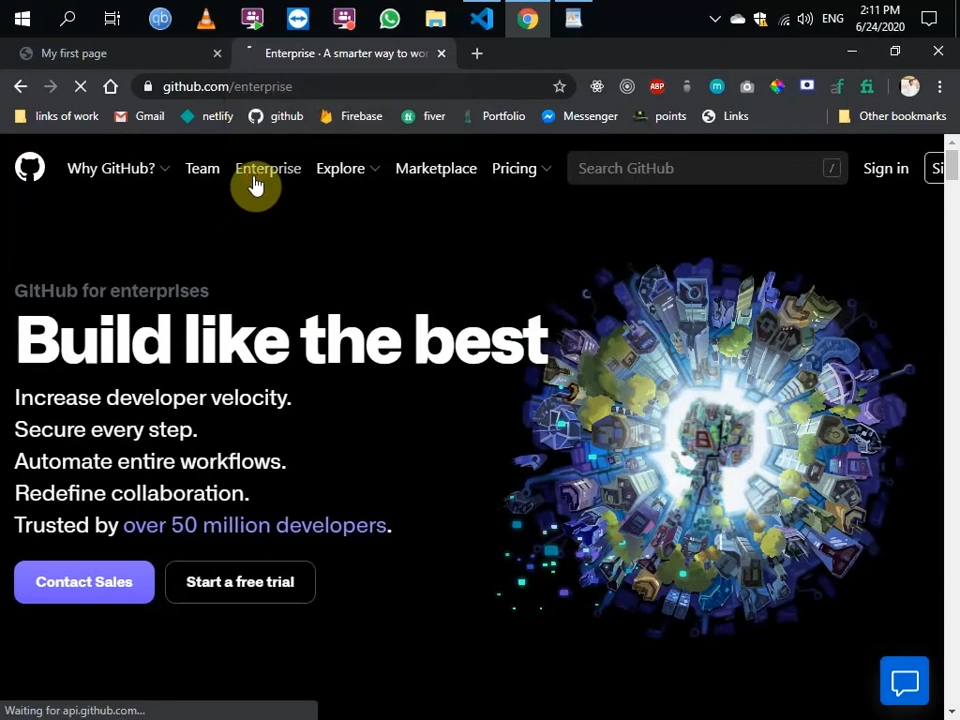 ENG
2:11 PM
6/24/2020
My first page
Enterprise · A smarter way to wor
github.com/enterprise
ABP
links of work
Gmail
netlify
github
Firebase
fiver
Portfolio
Messenger
points
Links
Other bookmarks
Why GitHub?
Team
Enterprise
Explore
Marketplace
Pricing
Search GitHub
/
Sign in
Si
GitHub for enterprises
Build like the best
Increase developer velocity.
Secure every step.
Automate entire workflows.
Redefine collaboration.
Trusted by over 50 million developers.
Contact Sales
Start a free trial
Waiting for api.github.com...